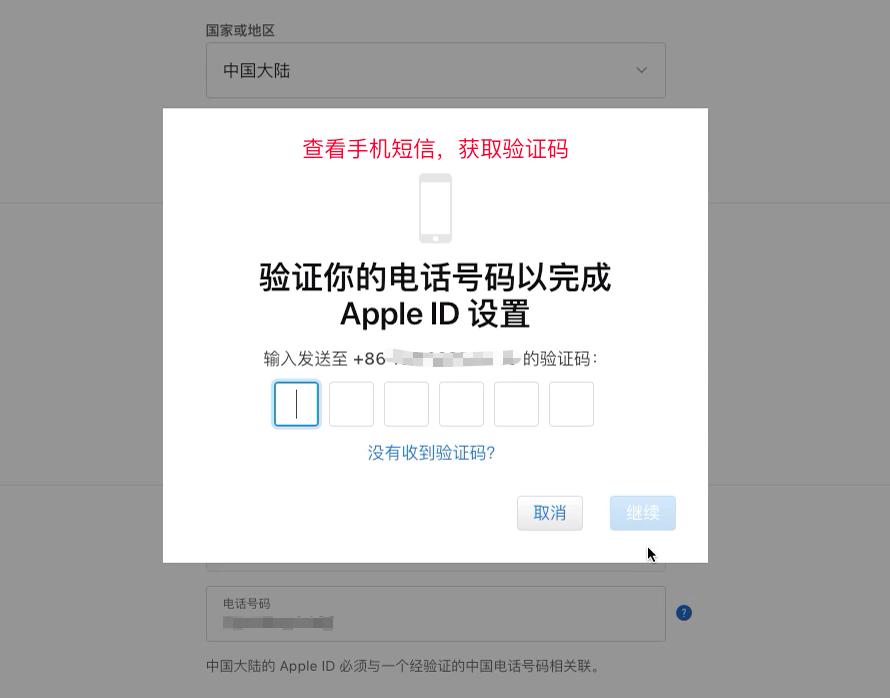 国家或地区
中国大陆
查看手机短信，获取验证码
验证你的电话号码以完成
Apple ID 设置
输入发送至 +86 的验证码：
没有收到验证码?
取消
继续
电话号码
?
中国大陆的 Apple ID 必须与一个经验证的中国电话号码相关联。